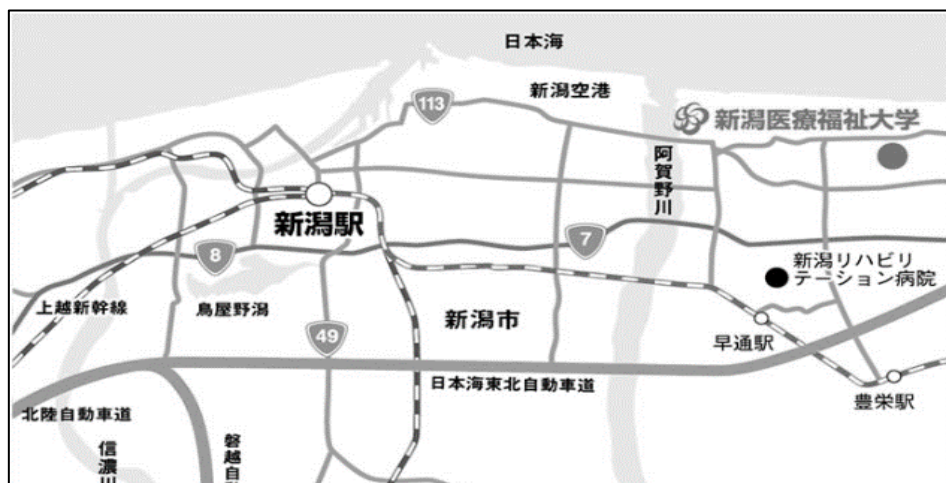 日本海
新潟空港
113
新潟医療福祉大学
阿賀野川
新潟駅
7
8
新潟リハビリ
テーション病院
上越新幹線
鳥屋野潟
49
新潟市
早通駅
日本海東北自動車道
豊栄駅
北陸自動車道
信濃川
磐越自動